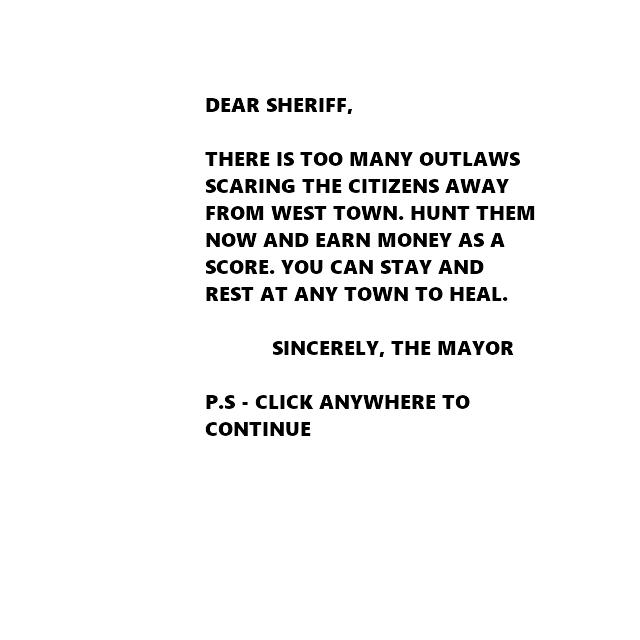 DEAR SHERIFF,
THERE IS TOO MANY OUTLAWS
SCARING THE CITIZENS AWAY
FROM WEST TOWN. HUNT THEM
NOW AND EARN MONEY AS A
SCORE. YOU CAN STAY AND
REST AT ANY TOWN TO HEAL.
SINCERELY, THE MAYOR
P.S - CLICK ANYWHERE TO
CONTINUE